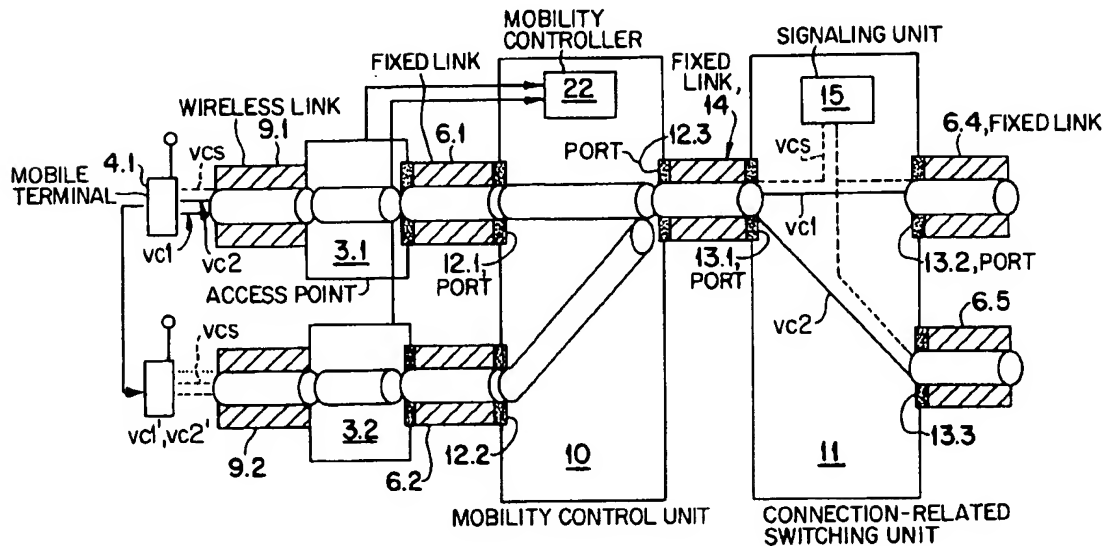 MOBILITY
CONTROLLER
SIGNALING UNIT
FIXED LINK
FIXED
LINK,
14
22
15
WIRELESS LINK
9.1
6.1
12.3
PORT
6.4, FIXED LINK
4.1
vcs
vcs
MOBILE
TERMINAL
vc1
vc1
vc2
3.1
12.1,
PORT
13.1,
PORT
13.2, PORT
ACCESS POINT
6.5
vc2
vcs
3.2
vc1', vc2'
9.2
6.2
12.2
10
11
13.3
MOBILITY CONTROL UNIT
CONNECTION-RELATED
SWITCHING UNIT